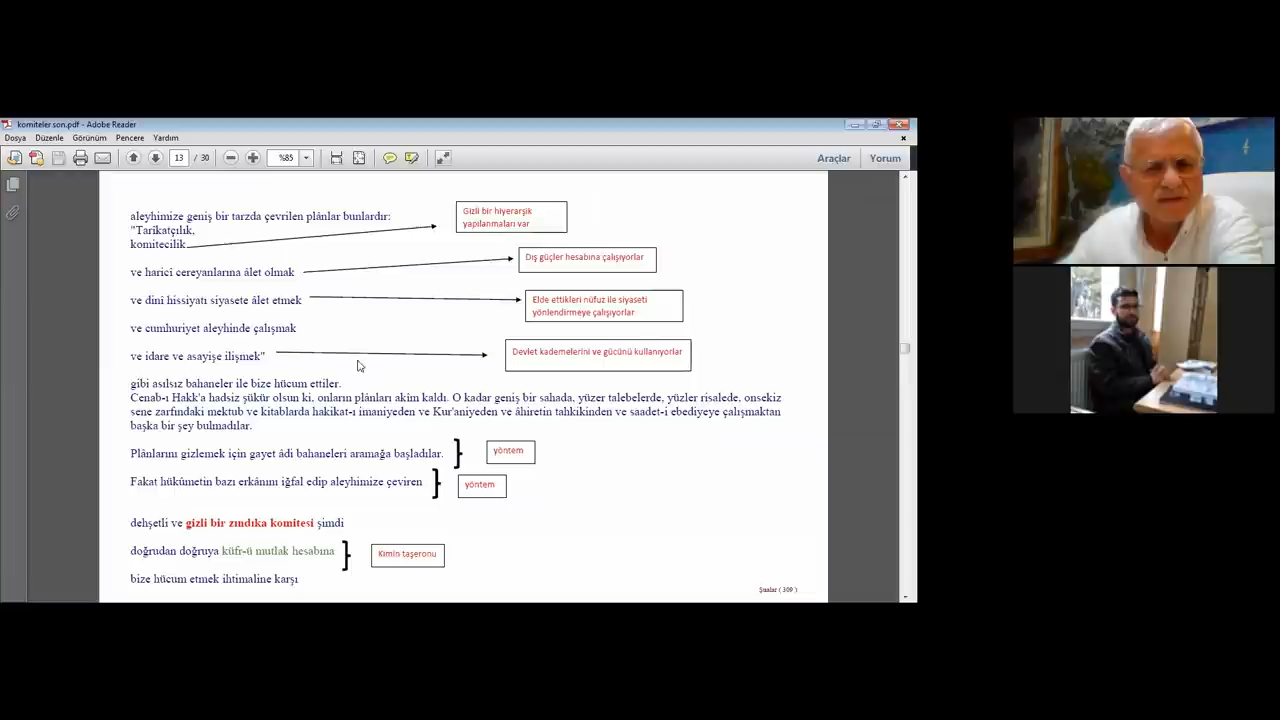 komiteler son.pdf - Adobe Reader
Dosya Düzenle Görünüm Pencere Yardım
13 / 30 %85 Araçlar Yorum
aleyhimize geniş bir tarzda çevrilen plânlar bunlardır:
"Tarikatçılık,
komitecilik
Gizli bir hiyerarşik
yapılanmaları var
ve harici cereyanlarına âlet olmak
Dış güçler hesabına çalışıyorlar
ve dinî hissiyatı siyasete âlet etmek
Elde ettikleri nüfuz ile siyaseti
yönlendirmeye çalışıyorlar
ve cumhuriyet aleyhinde çalışmak
ve idare ve asayişe ilişmek"
Devlet kademelerini ve gücünü kullanıyorlar
gibi asılsız bahaneler ile bize hücum ettiler.
Cenab-ı Hakk'a hadsiz şükür olsun ki, onların plânları akîm kaldı. O kadar geniş bir sahada, yüzer talebelerde, yüzler risalede, onsekiz
sene zarfındaki mektub ve kitablarda hakikat-ı imaniyeden ve Kur'aniyeden ve âhiretin tahkikinden ve saadet-i ebediyeye çalışmaktan
başka bir şey bulmadılar.
Plânlarını gizlemek için gayet âdi bahaneleri aramağa başladılar.
yöntem
Fakat hükûmetin bazı erkânını iğfal edip aleyhimize çeviren
yöntem
dehşetli ve gizli bir zındıka komitesi şimdi
doğrudan doğruya küfr-ü mutlak hesabına
Kimin taşeronu
bize hücum etmek ihtimaline karşı
Şualar ( 309 )